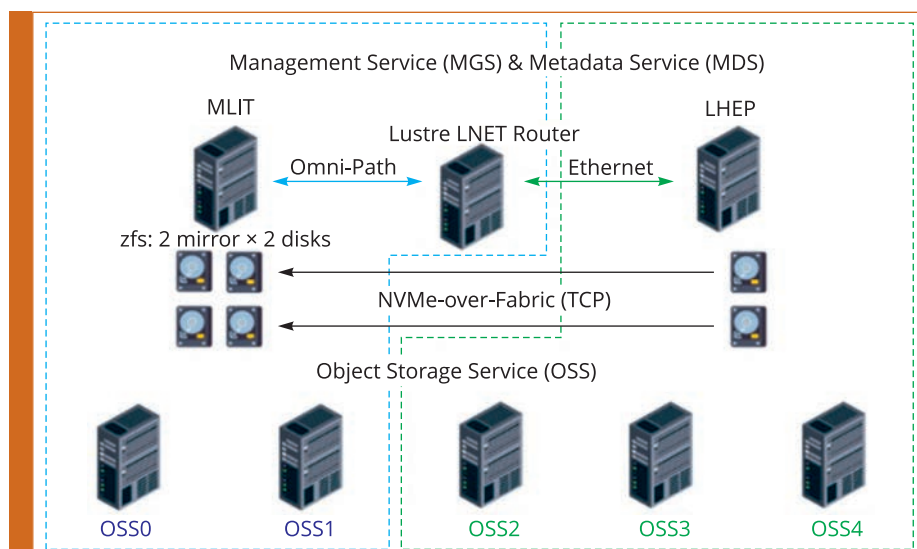 Management Service (MGS) & Metadata Service (MDS)
MLIT
LHEP
Lustre LNET Router
Omni-Path
Ethernet
zfs: 2 mirror × 2 disks
NVMe-over-Fabric (TCP)
Object Storage Service (OSS)
OSS0
OSS1
OSS2
OSS3
OSS4